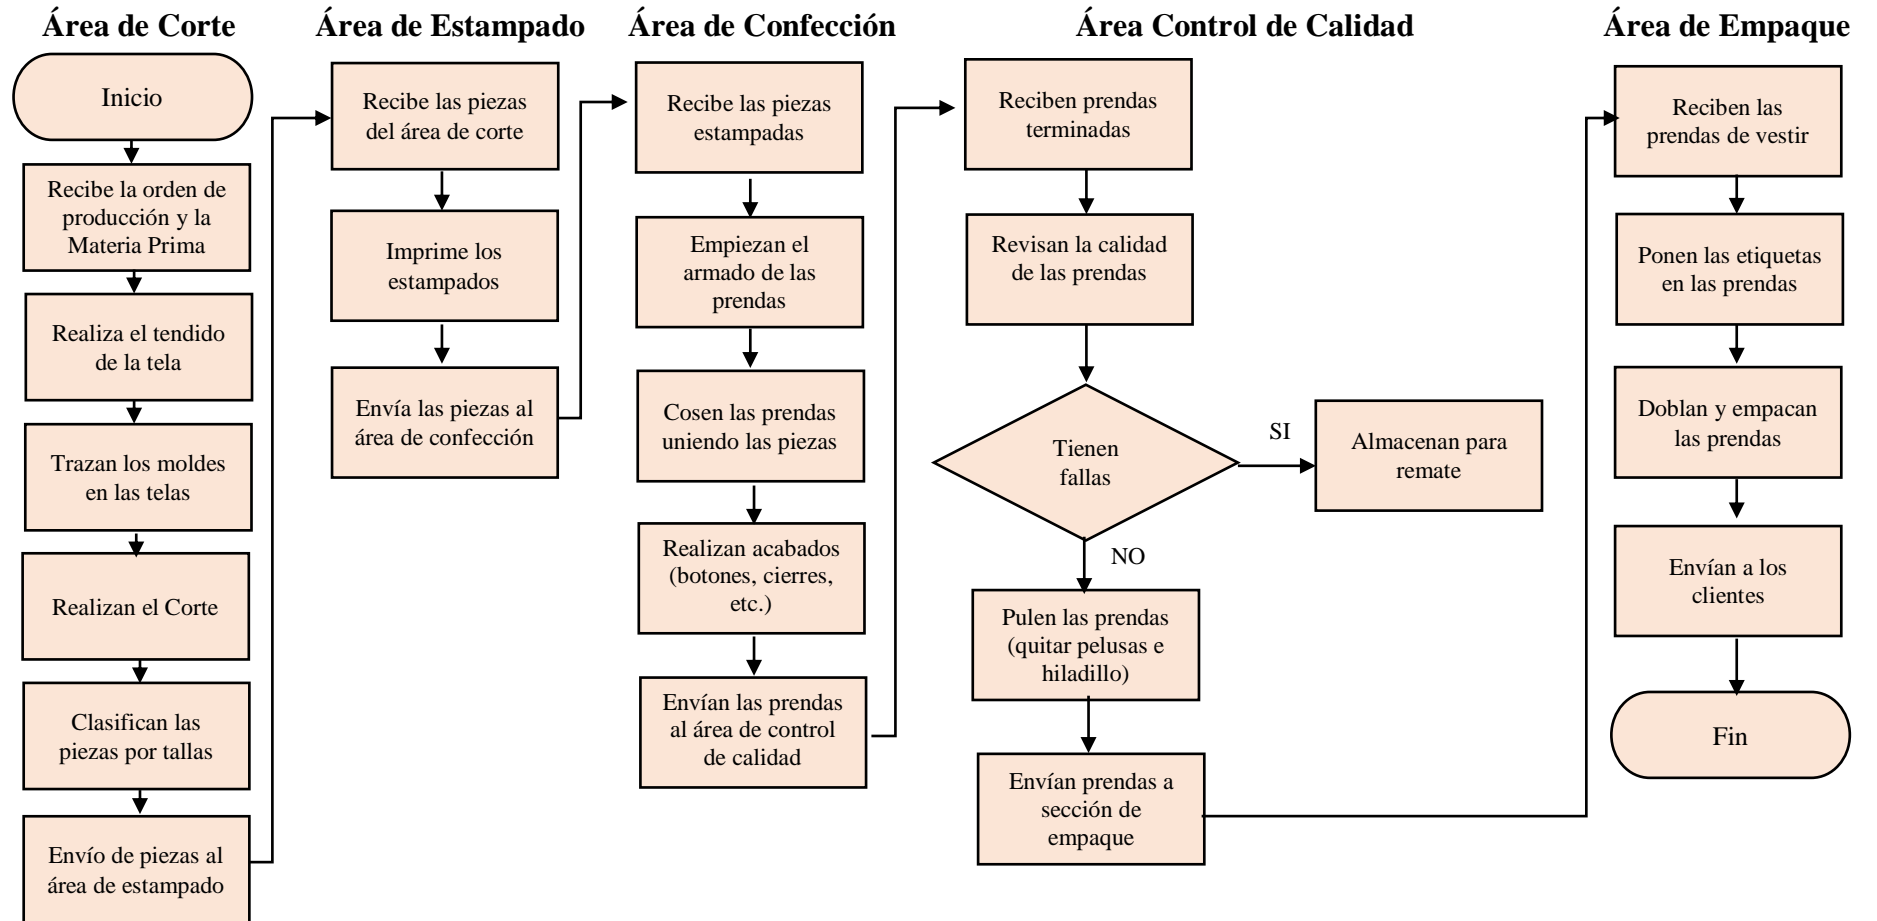 Área de Corte
Inicio
Recibe la orden de
producción y la
Materia Prima
Realiza el tendido
de la tela
Trazan los moldes
en las telas
Realizan el Corte
Clasifican las
piezas por tallas
Envío de piezas al
área de estampado
Área de Estampado
Recibe las piezas
del área de corte
Imprime los
estampados
Envía las piezas al
área de confección
Área de Confección
Recibe las piezas
estampadas
Empiezan el
armado de las
prendas
Cosen las prendas
uniendo las piezas
Realizan acabados
(botones, cierres,
etc.)
Envían las prendas
al área de control
de calidad
Área Control de Calidad
Reciben prendas
terminadas
Revisan la calidad
de las prendas
Tienen
fallas
SI
Almacenan para
remate
NO
Pulen las prendas
(quitar pelusas e
hiladillo)
Envían prendas a
sección de
empaque
Área de Empaque
Reciben las
prendas de vestir
Ponen las etiquetas
en las prendas
Doblan y empacan
las prendas
Envían a los
clientes
Fin